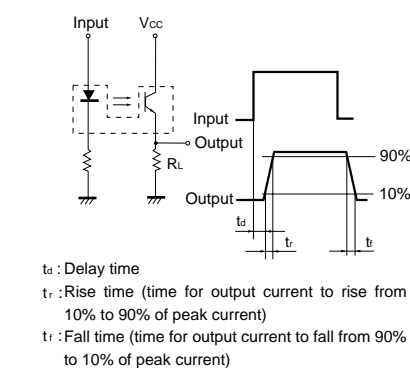 Input
Vcc
Input
Output
RL
90%
Output
10%
td
tr
tf
td : Delay time
tr : Rise time (time for output current to rise from
10% to 90% of peak current)
tf : Fall time (time for output current to fall from 90%
to 10% of peak current)